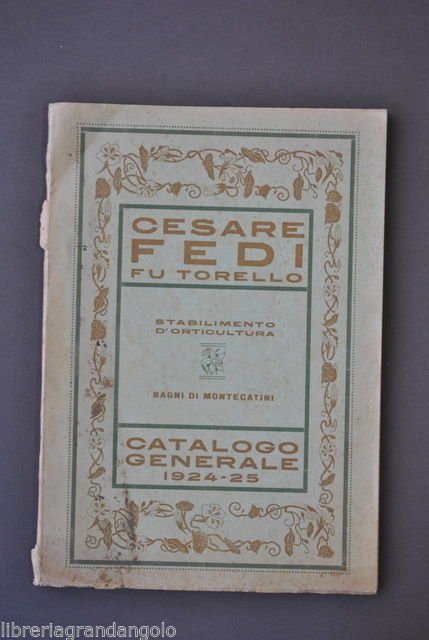 CESARE
FEDI
FU TORELLO
STABILIMENTO
D'ORTICULTURA
BAGNI DI MONTECATINI
CATALOGO
GENERALE
1924-25
libreriagrandangolo